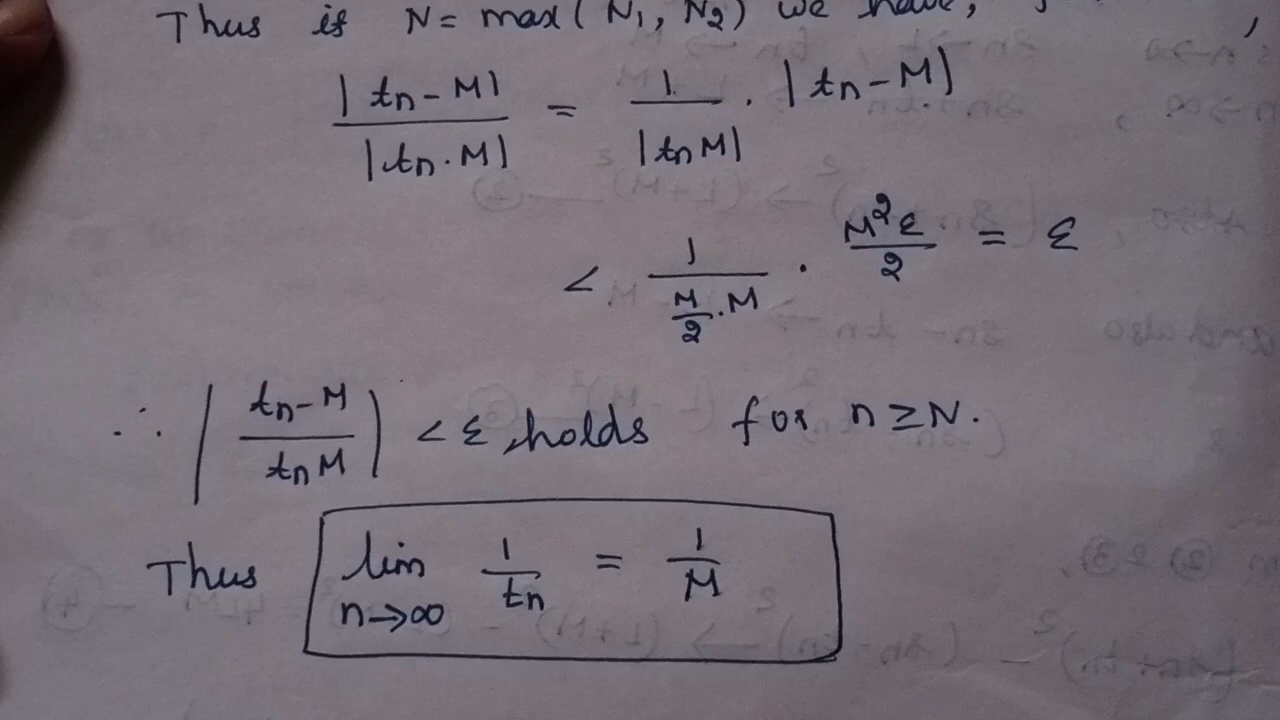 Thus is N = max( N₁, N₂) we have,
|tn - M| / |tn · M| = 1 / |tn M| · |tn - M|
< 1 / (M/2 · M) · M²ε / 2 = ε
∴ |(tn - M) / (tn M)| < ε, holds for n ≥ N.
Thus lim n→∞ 1/tn = 1/M